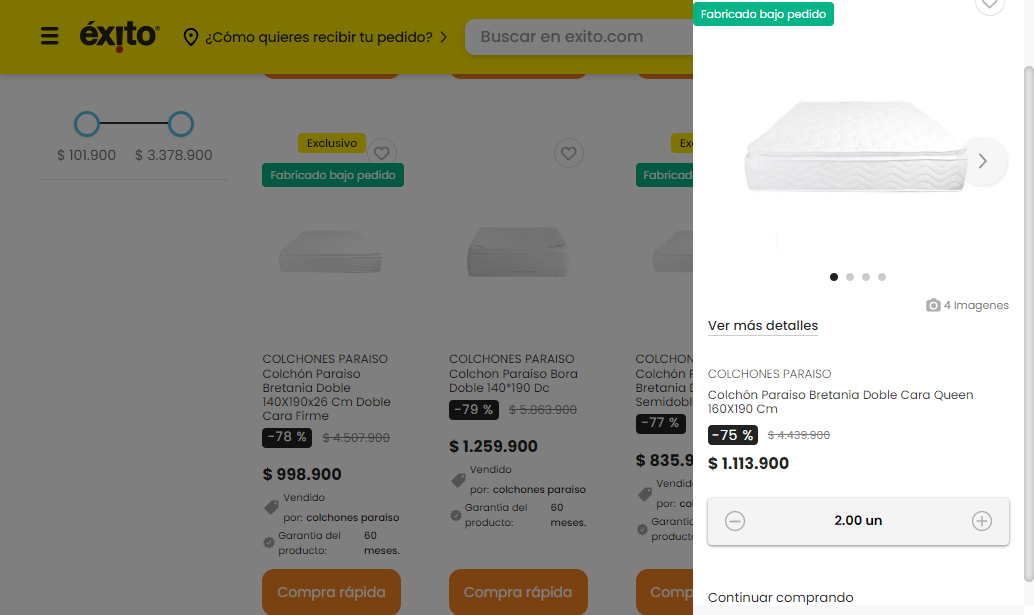 éxito
¿Cómo quieres recibir tu pedido?
Buscar en exito.com
$ 101.900 $ 3.378.900
Exclusivo
Fabricado bajo pedido
COLCHONES PARAISO
Colchón Paraiso
Bretania Doble
140X190x26 Cm Doble
Cara Firme
-78 % $ 4.507.900
$ 998.900
Vendido
por: colchones paraiso
Garantía del 60
producto: meses.
Compra rápida
COLCHONES PARAISO
Colchon Paraíso Bora
Doble 140*190 Dc
-79 % $ 5.863.900
$ 1.259.900
Vendido
por: colchones paraiso
Garantía del 60
producto: meses.
Compra rápida
Ex
Fabricad
COLCHON
Colchón P
Bretania D
Semidobl
-77 %
$ 835.9
Vendid
por: col
Garantí
product
Comp
Fabricado bajo pedido
4 Imagenes
Ver más detalles
COLCHONES PARAISO
Colchón Paraiso Bretania Doble Cara Queen
160X190 Cm
-75 % $ 4.439.900
$ 1.113.900
2.00 un
Continuar comprando